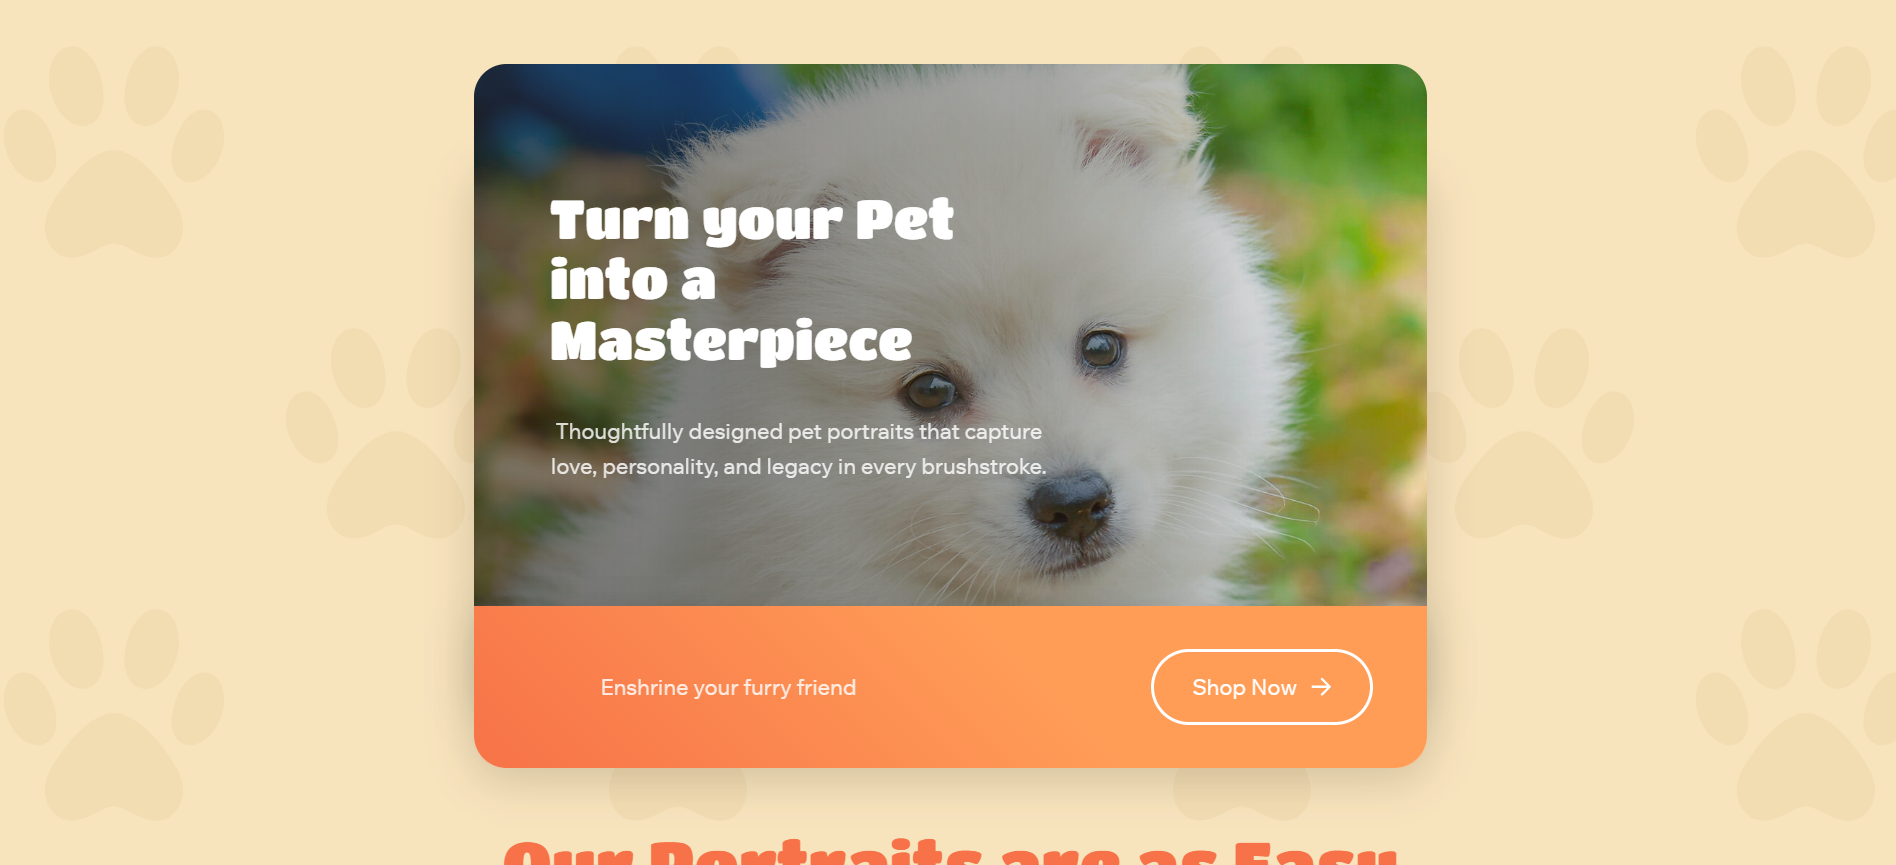 Turn your Pet
into a
Masterpiece
Thoughtfully designed pet portraits that capture
love, personality, and legacy in every brushstroke.
Enshrine your furry friend
Shop Now
Our Portraits are as Easy